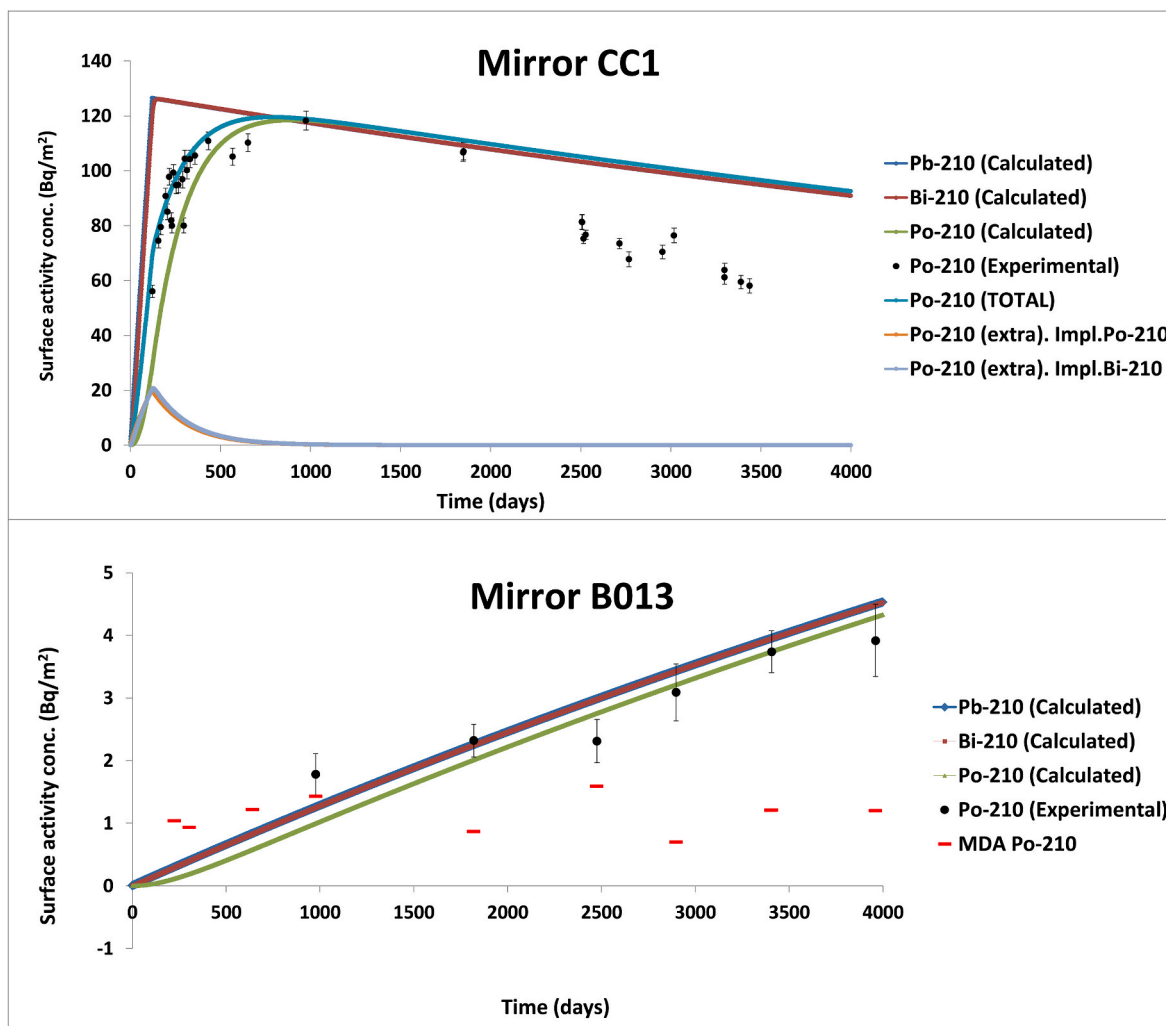 Mirror CC1
Surface activity conc. (Bq/m²)
140
120
100
80
60
40
20
0
0 500 1000 1500 2000 2500 3000 3500 4000
Time (days)
Pb-210 (Calculated)
Bi-210 (Calculated)
Po-210 (Calculated)
Po-210 (Experimental)
Po-210 (TOTAL)
Po-210 (extra). Impl.Po-210
Po-210 (extra). Impl.Bi-210
Mirror B013
Surface activity conc. (Bq/m²)
5
4
3
2
1
0
-1
0 500 1000 1500 2000 2500 3000 3500 4000
Time (days)
Pb-210 (Calculated)
Bi-210 (Calculated)
Po-210 (Calculated)
Po-210 (Experimental)
MDA Po-210